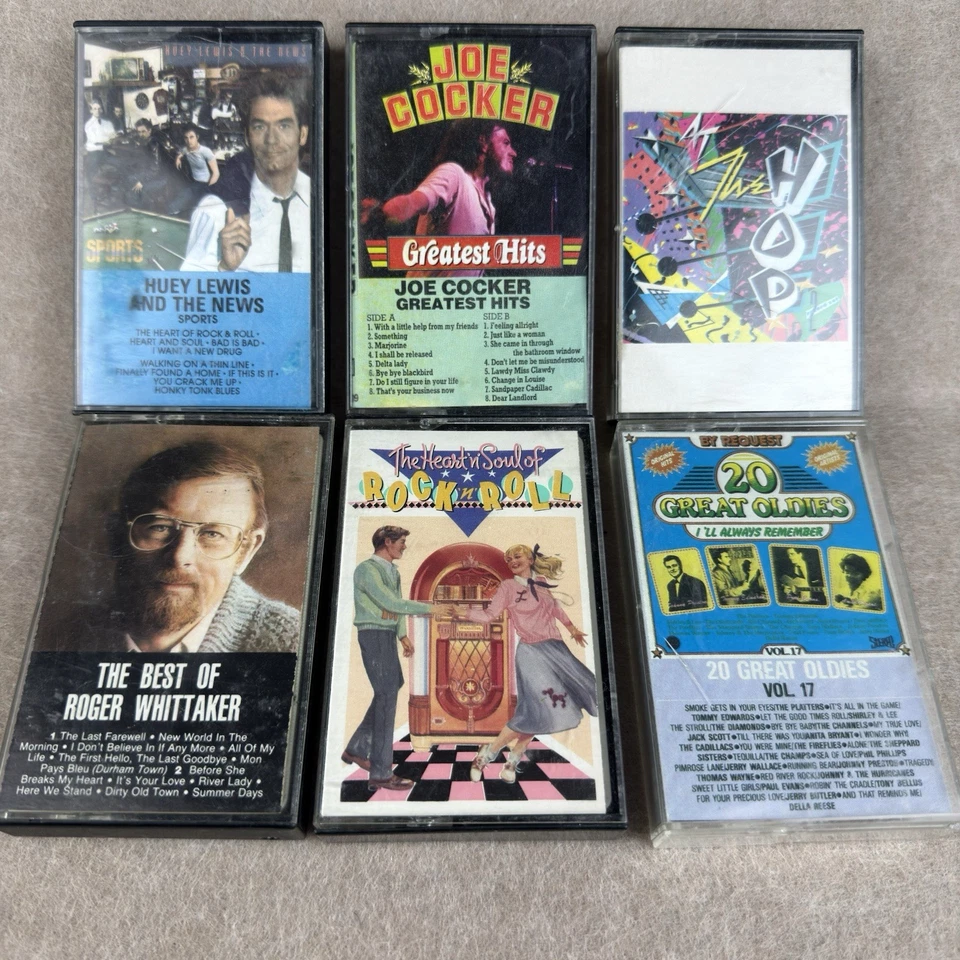 HUEY LEWIS & THE NEWS
SPORTS
HUEY LEWIS
AND THE NEWS
SPORTS
THE HEART OF ROCK & ROLL •
HEART AND SOUL • BAD IS BAD •
I WANT A NEW DRUG
WALKING ON A THIN LINE •
FINALLY FOUND A HOME • IF THIS IS IT •
YOU CRACK ME UP •
HONKY TONK BLUES
JOE
COCKER
Greatest Hits
JOE COCKER
GREATEST HITS
SIDE A
1. With a little help from my friends
2. Something
3. Marjorine
4. I shall be released
5. Delta lady
6. Bye bye blackbird
7. Do I still figure in your life
8. That's your business now
SIDE B
1. Feeling allright
2. Just like a woman
3. She came in through
the bathroom window
4. Don't let me be misunderstood
5. Lawdy Miss Clawdy
6. Change in Louise
7. Sandpaper Cadillac
8. Dear Landlord
The
HOP
THE BEST OF
ROGER WHITTAKER
1 The Last Farewell • New World In The
Morning • I Don't Believe In If Any More • All Of My
Life • The First Hello, The Last Goodbye • Mon
Pays Bleu (Durham Town) 2 Before She
Breaks My Heart • It's Your Love • River Lady •
Here We Stand • Dirty Old Town • Summer Days
The Heart 'n' Soul of
ROCK n ROLL
L
BY REQUEST
ORIGINAL
HITS
ORIGINAL
ARTISTS
20
GREAT OLDIES
I'LL ALWAYS REMEMBER
VOL. 17
20 GREAT OLDIES
VOL. 17
SMOKE GETS IN YOUR EYES/THE PLATTERS•IT'S ALL IN THE GAME/
TOMMY EDWARDS•LET THE GOOD TIMES ROLL/SHIRLEY & LEE
THE STROLL/THE DIAMONDS•BYE BYE BABY/THE CHANNELS•MY TRUE LOVE/
JACK SCOTT•TILL THERE WAS YOU/ANITA BRYANT•I WONDER WHY/
THE CADILLACS•YOU WERE MINE/THE FIREFLIES•ALONE/THE SHEPPARD
SISTERS•TEQUILA/THE CHAMPS•SEA OF LOVE/PHIL PHILLIPS
PIMROSE LANE/JERRY WALLACE•RUNNING BEAR/JOHNNY PRESTON•TRAGEDY
THOMAS WAYNE•RED RIVER ROCK/JOHNNY & THE HURRICANES
SWEET LITTLE GIRLS/PAUL EVANS•ROBIN' THE CRADLE/TONY BELLUS
FOR YOUR PRECIOUS LOVE/JERRY BUTLER•AND THAT REMINDS ME/
DELLA REESE